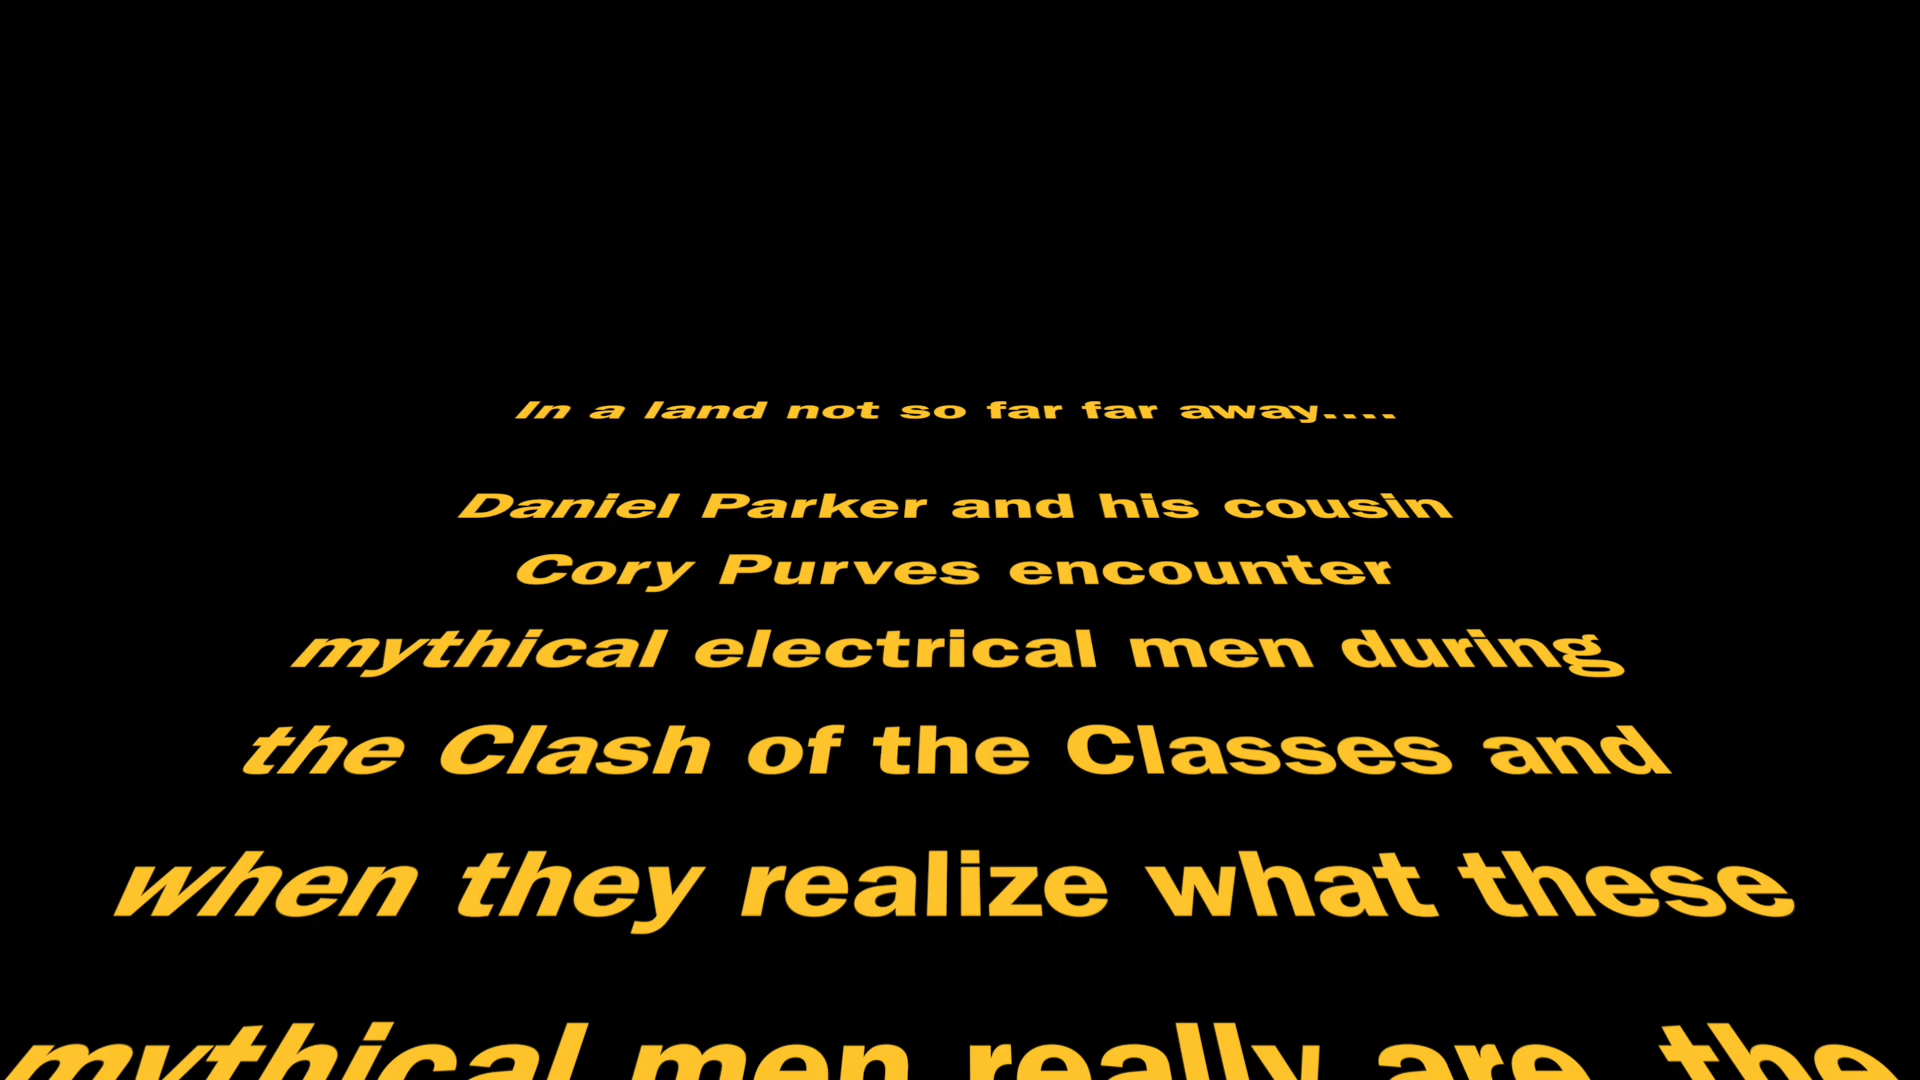 In a land not so far far away....
Daniel Parker and his cousin
Cory Purves encounter
mythical electrical men during
the Clash of the Classes and
when they realize what these
mythical men really are, the